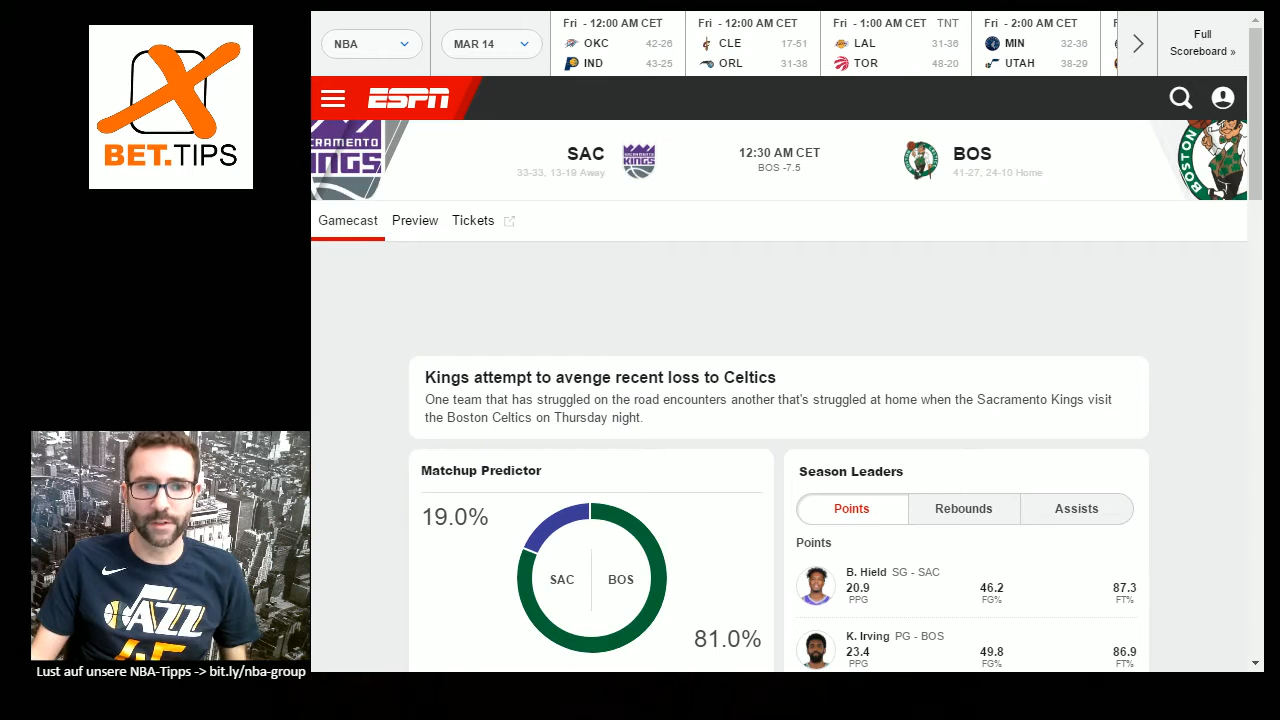 BET.TIPS
NBA
MAR 14
Fri - 12:00 AM CET
OKC 42-26
IND 43-25
Fri - 12:00 AM CET
CLE 17-51
ORL 31-38
Fri - 1:00 AM CET TNT
LAL 31-36
TOR 48-20
Fri - 2:00 AM CET
MIN 32-36
UTAH 38-29
Full
Scoreboard »
ESPN
SACRAMENTO
KINGS
SAC
33-33, 13-19 Away
12:30 AM CET
BOS -7.5
BOS
41-27, 24-10 Home
BOSTON
Gamecast Preview Tickets
Kings attempt to avenge recent loss to Celtics
One team that has struggled on the road encounters another that's struggled at home when the Sacramento Kings visit
the Boston Celtics on Thursday night.
Matchup Predictor
19.0%
SAC BOS
81.0%
Season Leaders
Points Rebounds Assists
Points
B. Hield SG - SAC
20.9 46.2 87.3
PPG FG% FT%
K. Irving PG - BOS
23.4 49.8 86.9
PPG FG% FT%
JAZZ
45
Lust auf unsere NBA-Tipps -> bit.ly/nba-group